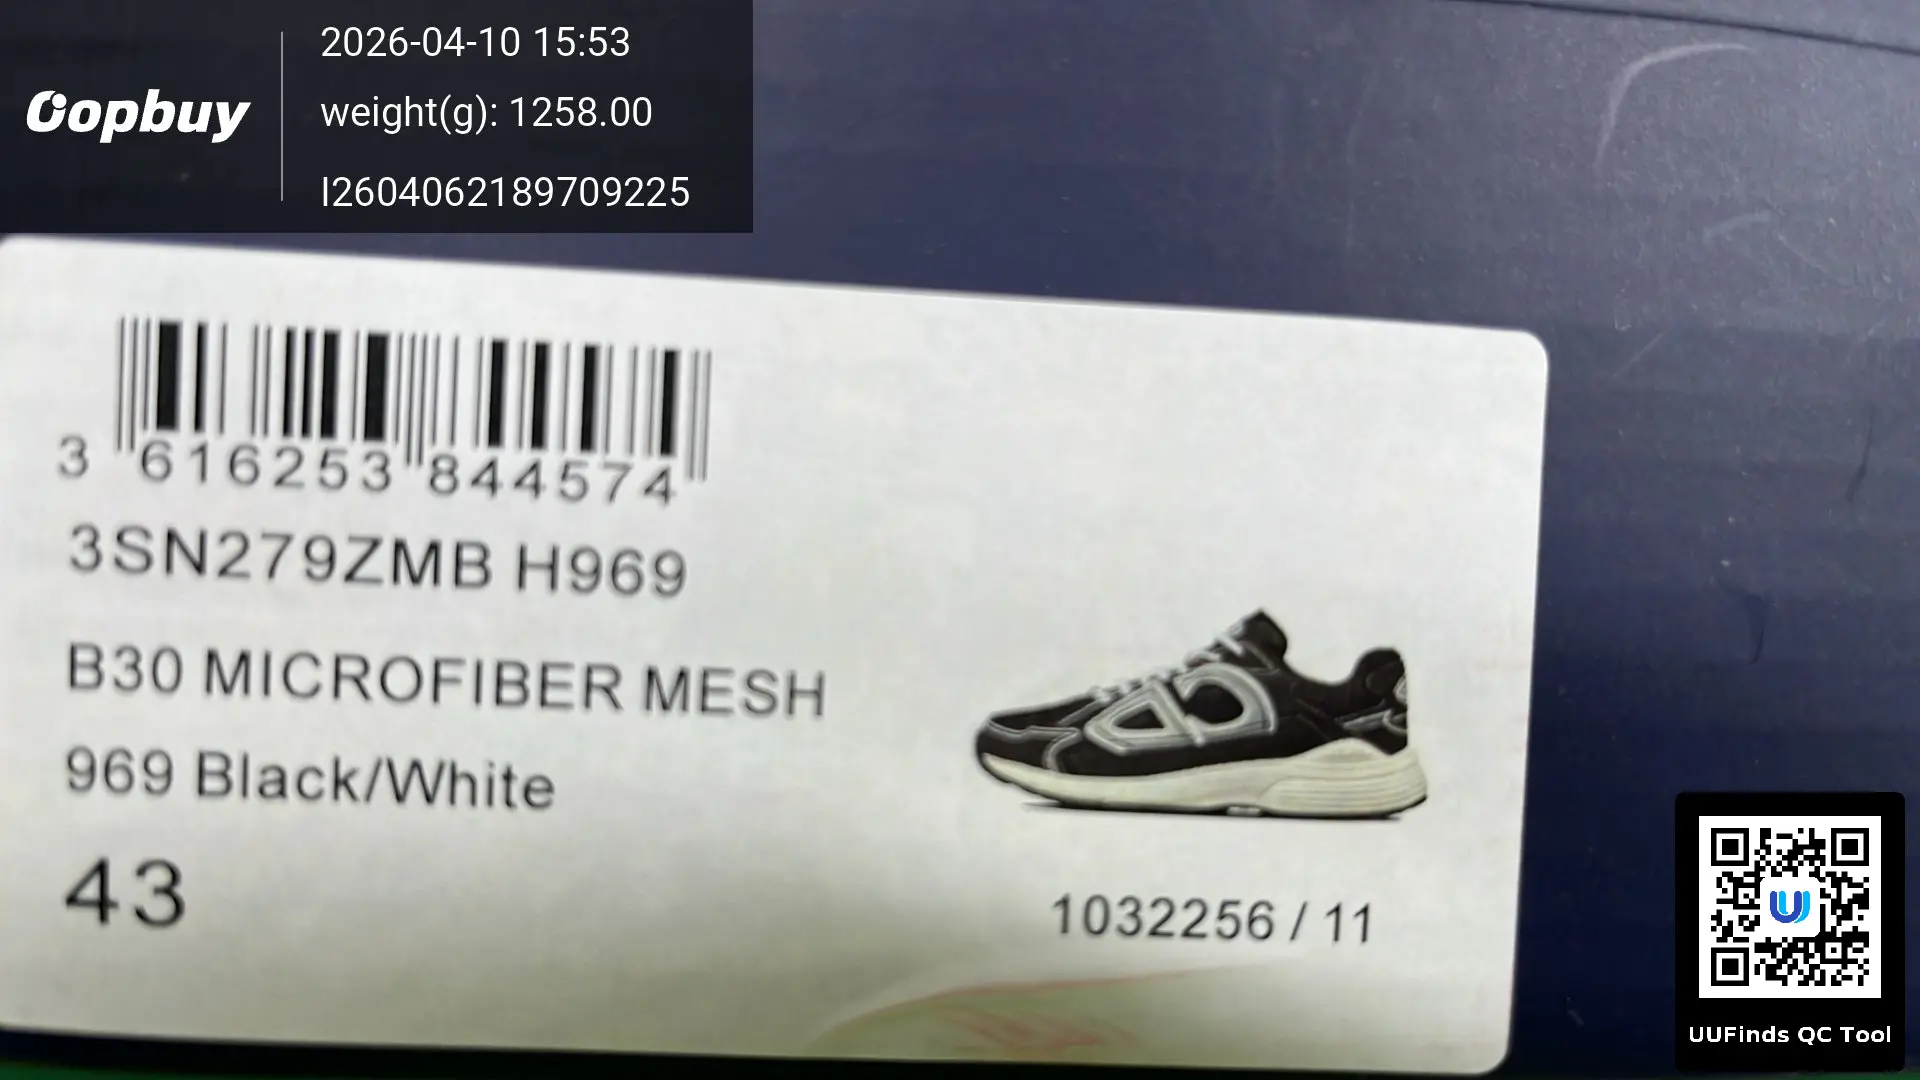 Oopbuy
2026-04-10 15:53
weight(g): 1258.00
I2604062189709225
3 616253 844574
3SN279ZMB H969
B30 MICROFIBER MESH
969 Black/White
43
1032256 / 11
UUFinds QC Tool